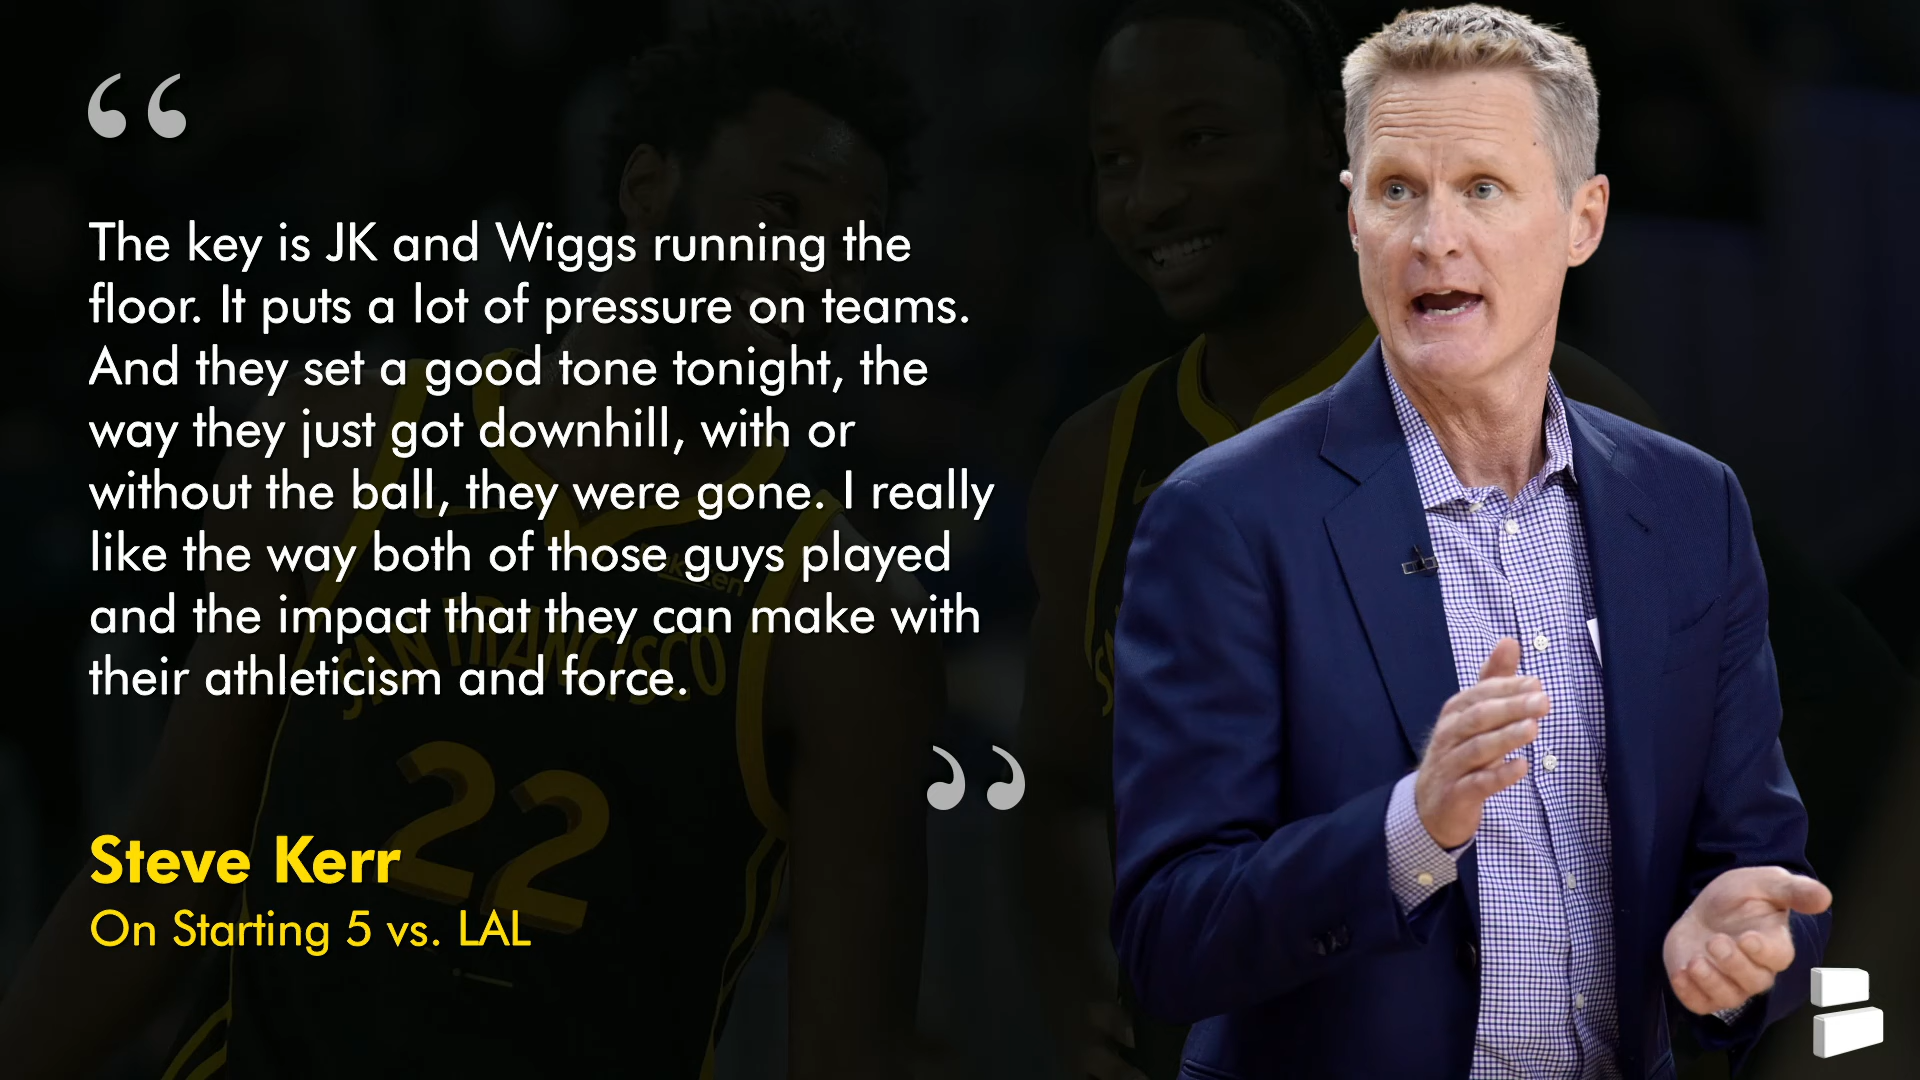 “
The key is JK and Wiggs running the
floor. It puts a lot of pressure on teams.
And they set a good tone tonight, the
way they just got downhill, with or
without the ball, they were gone. I really
like the way both of those guys played
and the impact that they can make with
their athleticism and force.
”
SAN FRANCISCO
22
Steve Kerr
On Starting 5 vs. LAL